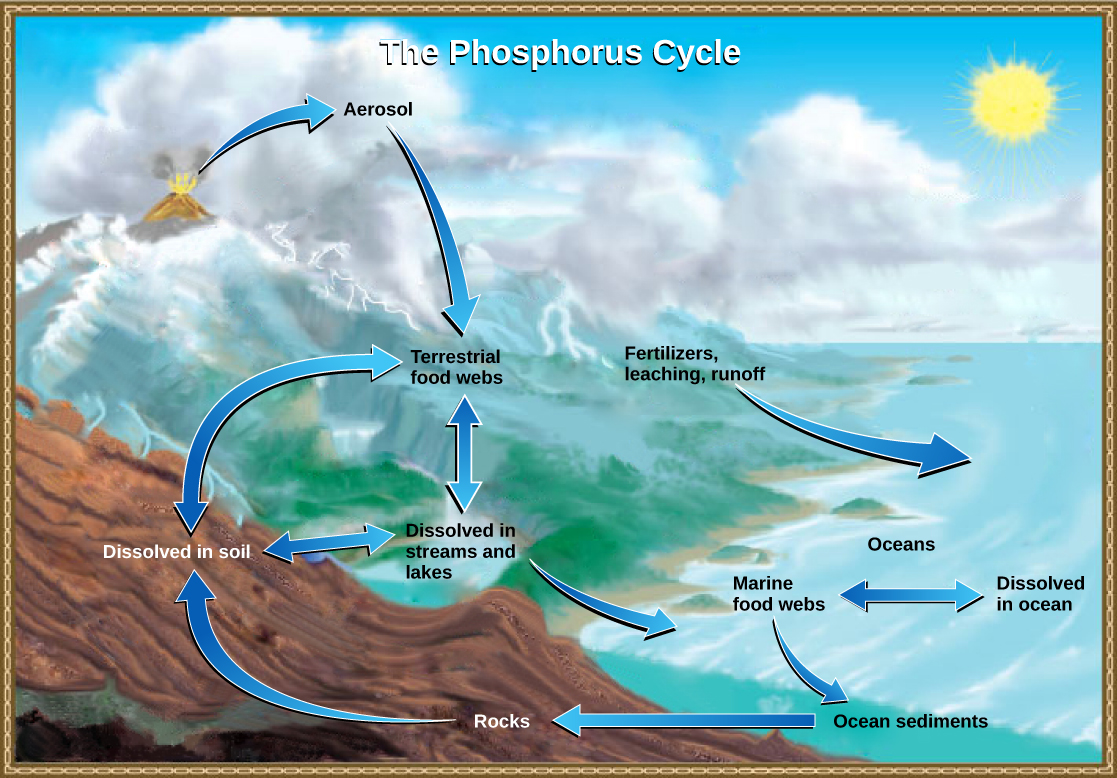 The Phosphorus Cycle
Aerosol
Terrestrial
food webs
Fertilizers,
leaching, runoff
Dissolved in soil
Dissolved in
streams and
lakes
Oceans
Marine
food webs
Dissolved
in ocean
Rocks
Ocean sediments